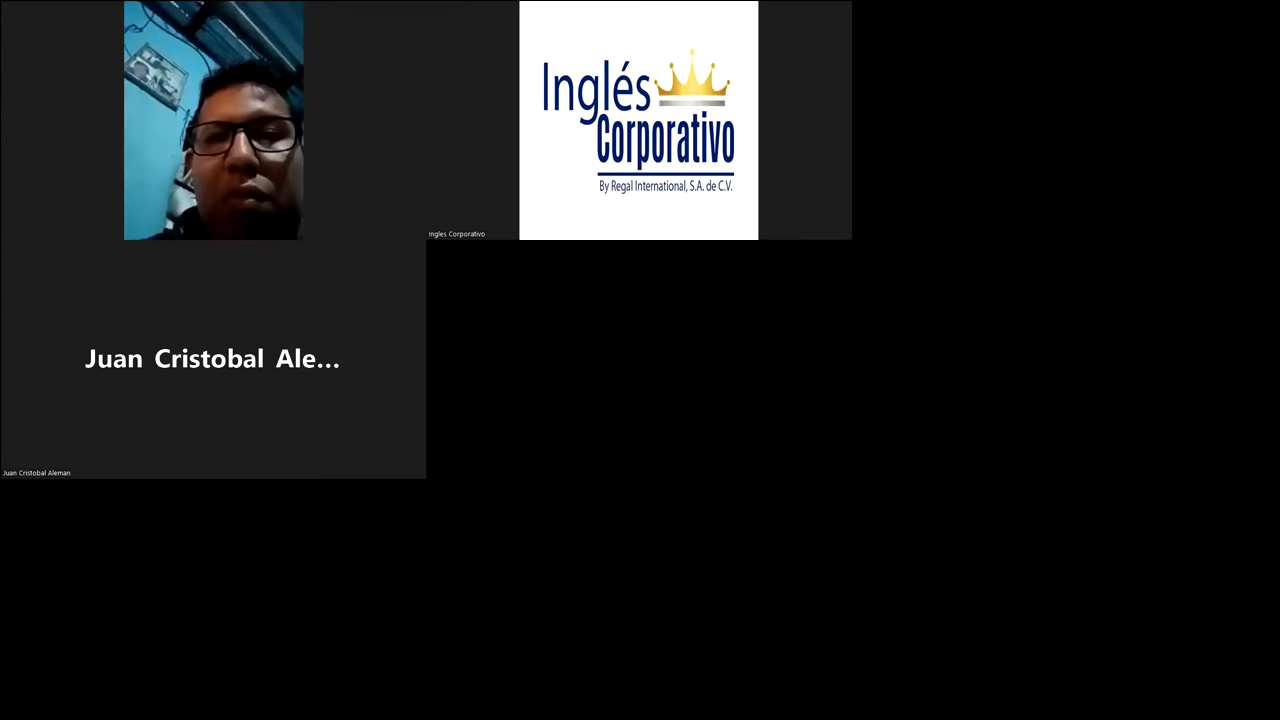 Inglés
Corporativo
By Regal International, S.A. de C.V.
Ingles Corporativo
Juan Cristobal Ale...
Juan Cristobal Aleman